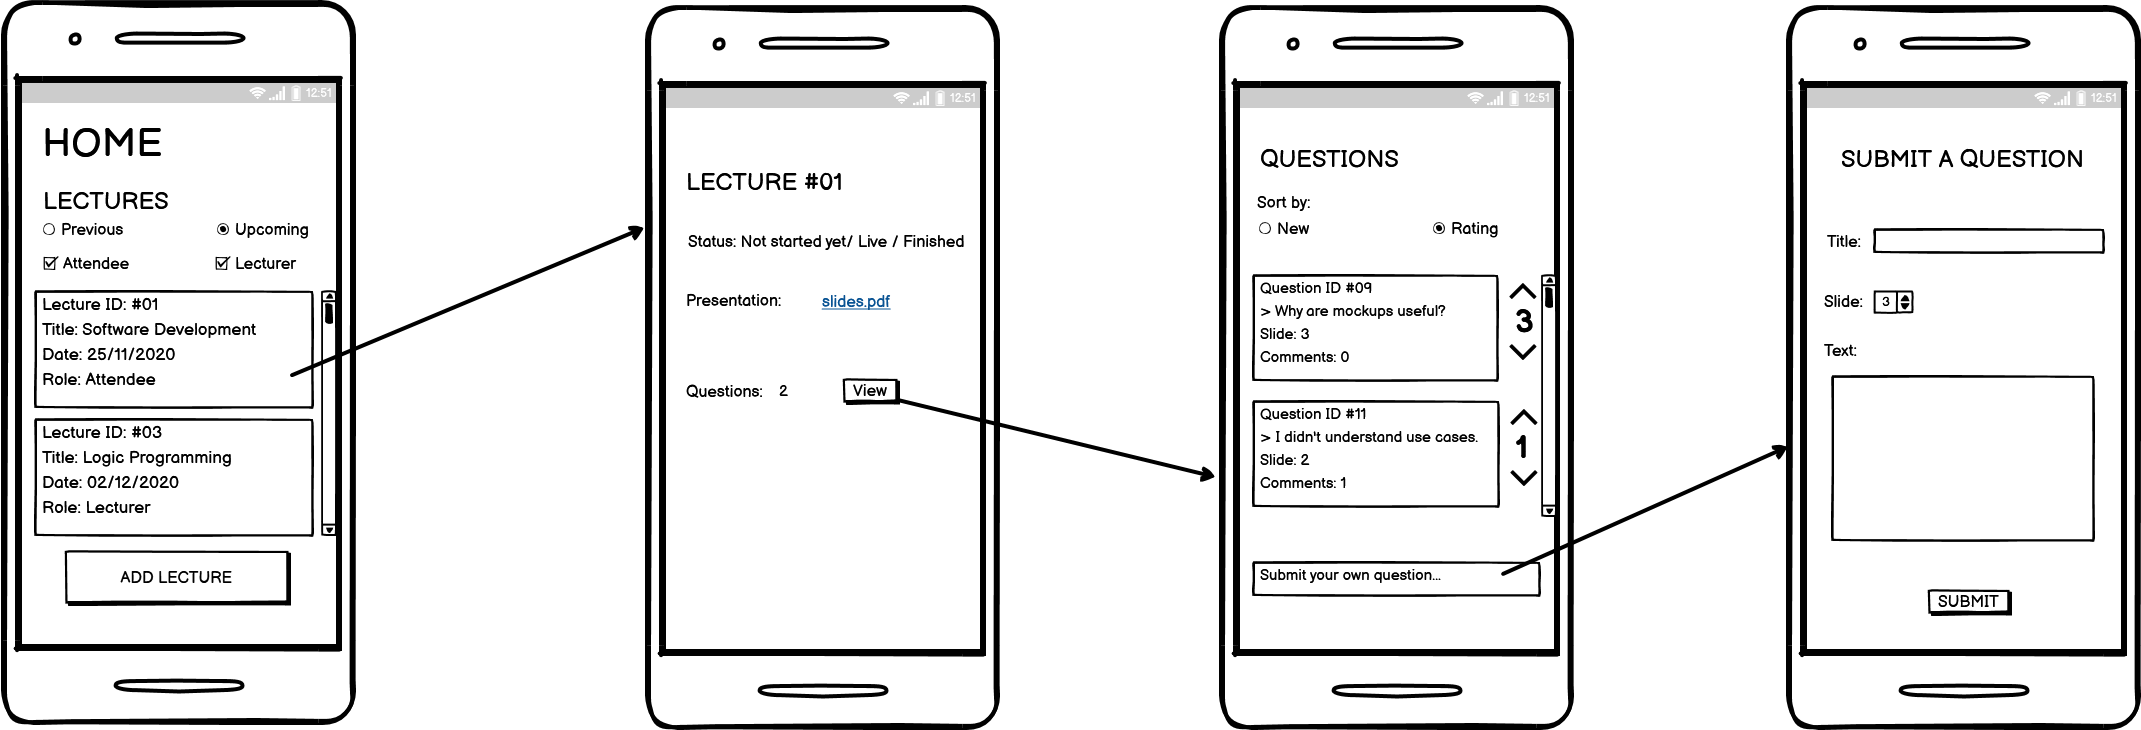 12:51
HOME
LECTURES
Previous Upcoming
Attendee Lecturer
Lecture ID: #01
Title: Software Development
Date: 25/11/2020
Role: Attendee
Lecture ID: #03
Title: Logic Programming
Date: 02/12/2020
Role: Lecturer
ADD LECTURE
12:51
LECTURE #01
Status: Not started yet/ Live / Finished
Presentation: slides.pdf
Questions: 2 View
12:51
QUESTIONS
Sort by:
New Rating
Question ID #09
> Why are mockups useful?
Slide: 3
Comments: 0
3
Question ID #11
> I didn't understand use cases.
Slide: 2
Comments: 1
1
Submit your own question...
12:51
SUBMIT A QUESTION
Title:
Slide: 3
Text:
SUBMIT